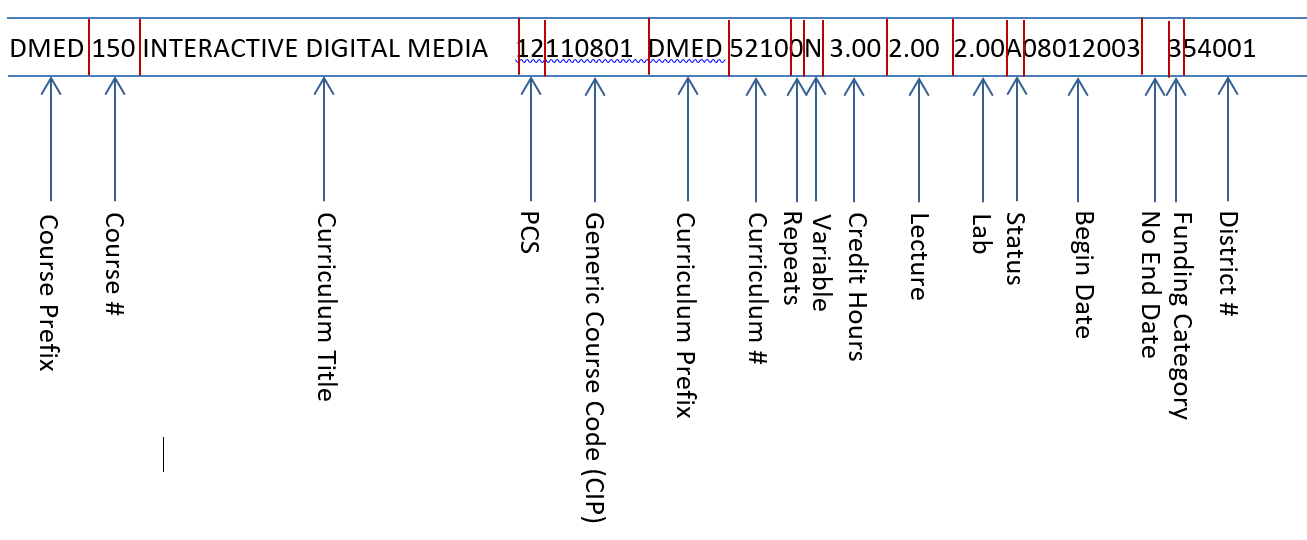 DMED 150 INTERACTIVE DIGITAL MEDIA 12110801 DMED 52100N 3.00 2.00 2.00A08012003 354001
Course Prefix
Course #
Curriculum Title
PCS
Generic Course Code (CIP)
Curriculum Prefix
Curriculum #
Repeats
Variable
Credit Hours
Lecture
Lab
Status
Begin Date
No End Date
Funding Category
District #